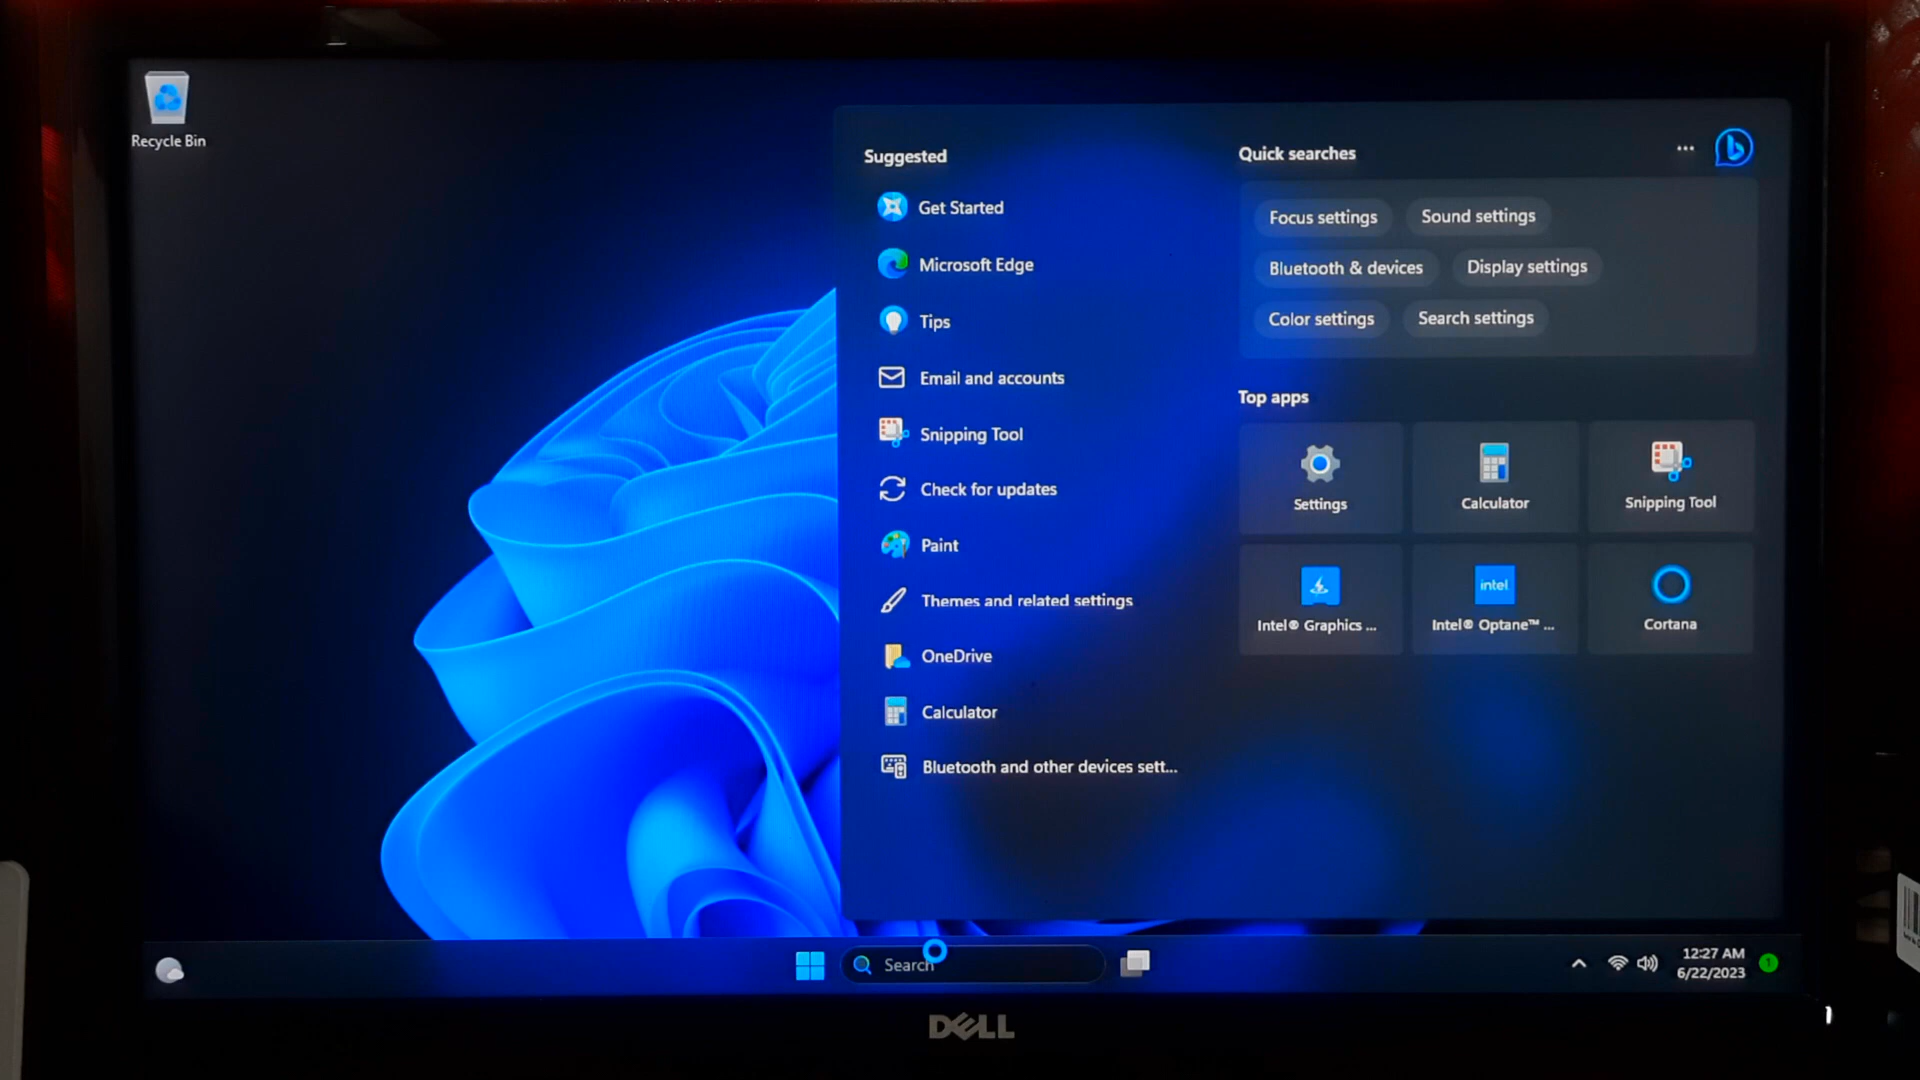 Recycle Bin
Suggested
Get Started
Microsoft Edge
Tips
Email and accounts
Snipping Tool
Check for updates
Paint
Themes and related settings
OneDrive
Calculator
Bluetooth and other devices sett...
Quick searches
Focus settings
Sound settings
Bluetooth & devices
Display settings
Color settings
Search settings
Top apps
Settings
Calculator
Snipping Tool
intel
Intel® Graphics ...
Intel® Optane™ ...
Cortana
Search
12:27 AM
6/22/2023
1
DELL